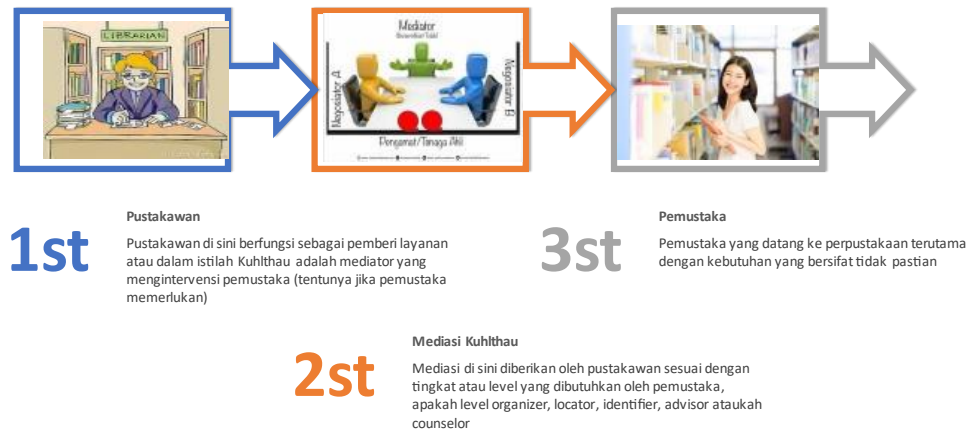 LIBRARIAN
Mediator
Negosiator A
Negosiator B
Pengamat/Tenaga Ahli
1st
Pustakawan
Pustakawan di sini berfungsi sebagai pemberi layanan
atau dalam istilah Kuhlthau adalah mediator yang
mengintervensi pemustaka (tentunya jika pemustaka
memerlukan)
2st
Mediasi Kuhlthau
Mediasi di sini diberikan oleh pustakawan sesuai dengan
tingkat atau level yang dibutuhkan oleh pemustaka,
apakah level organizer, locator, identifier, advisor ataukah
counselor
3st
Pemustaka
Pemustaka yang datang ke perpustakaan terutama
dengan kebutuhan yang bersifat tidak pastian